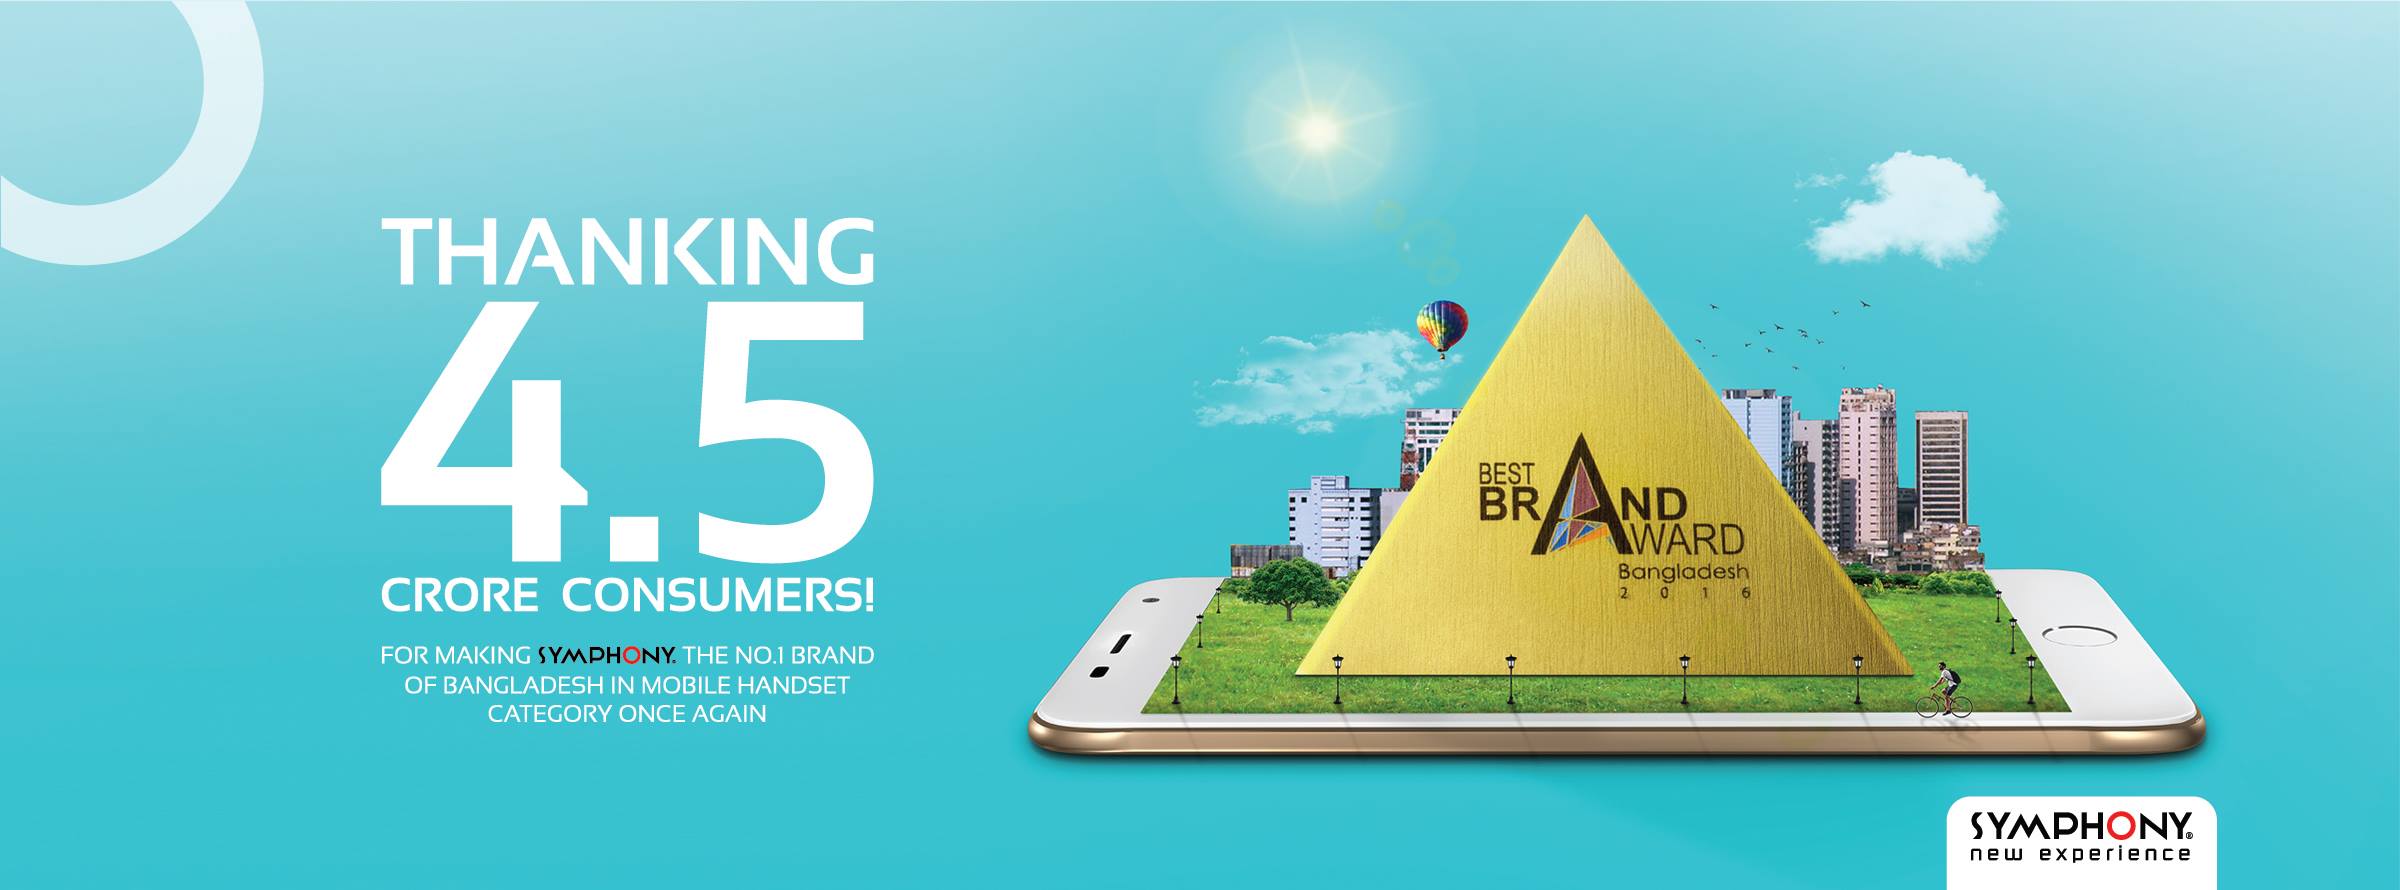 THANKING
4.5
CRORE CONSUMERS!
FOR MAKING SYMPHONY® THE NO.1 BRAND
OF BANGLADESH IN MOBILE HANDSET
CATEGORY ONCE AGAIN
BEST
BRAND
AWARD
Bangladesh
2016
SYMPHONY®
new experience